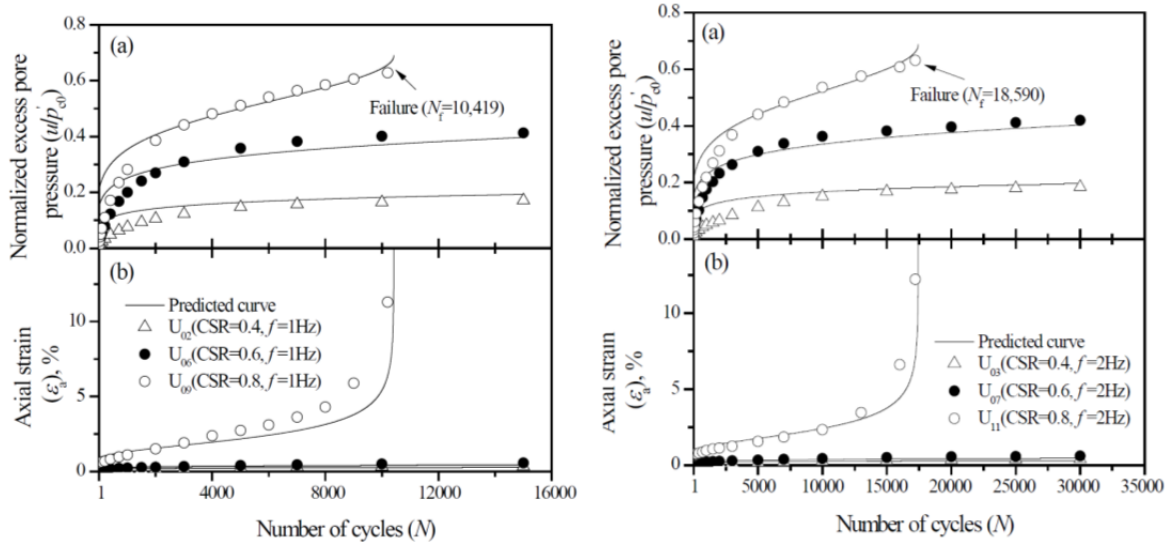 Normalized excess pore
pressure (u/p'c0)
0.8
0.6
0.4
0.2
0.0
(a)
Failure (Nf=10,419)
Axial strain
(εa), %
10
5
0
(b)
Predicted curve
U02(CSR=0.4, f=1Hz)
U06(CSR=0.6, f=1Hz)
U09(CSR=0.8, f=1Hz)
1
4000
8000
12000
16000
Number of cycles (N)
Normalized excess pore
pressure (u/p'c0)
0.8
0.6
0.4
0.2
0.0
(a)
Failure (Nf=18,590)
Axial strain
(εa), %
10
5
0
(b)
Predicted curve
U03(CSR=0.4, f=2Hz)
U07(CSR=0.6, f=2Hz)
U11(CSR=0.8, f=2Hz)
1
5000
10000
15000
20000
25000
30000
35000
Number of cycles (N)